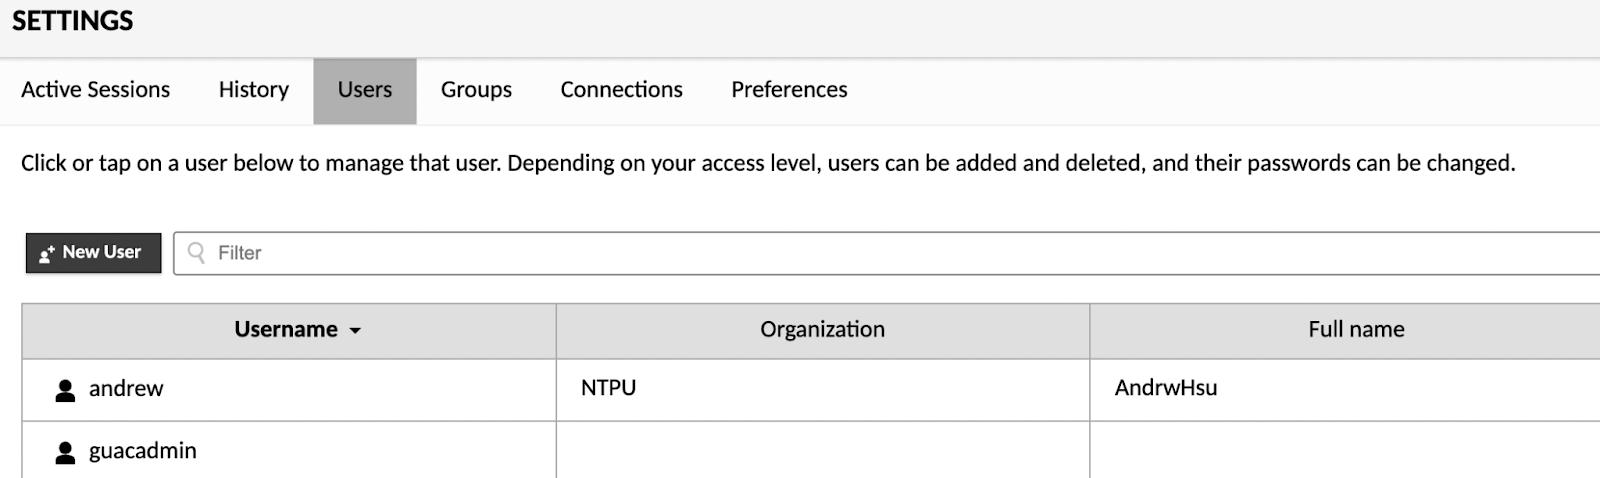 SETTINGS
Active Sessions History Users Groups Connections Preferences
Click or tap on a user below to manage that user. Depending on your access level, users can be added and deleted, and their passwords can be changed.
New User Filter
Username Organization Full name
andrew NTPU AndrwHsu
guacadmin